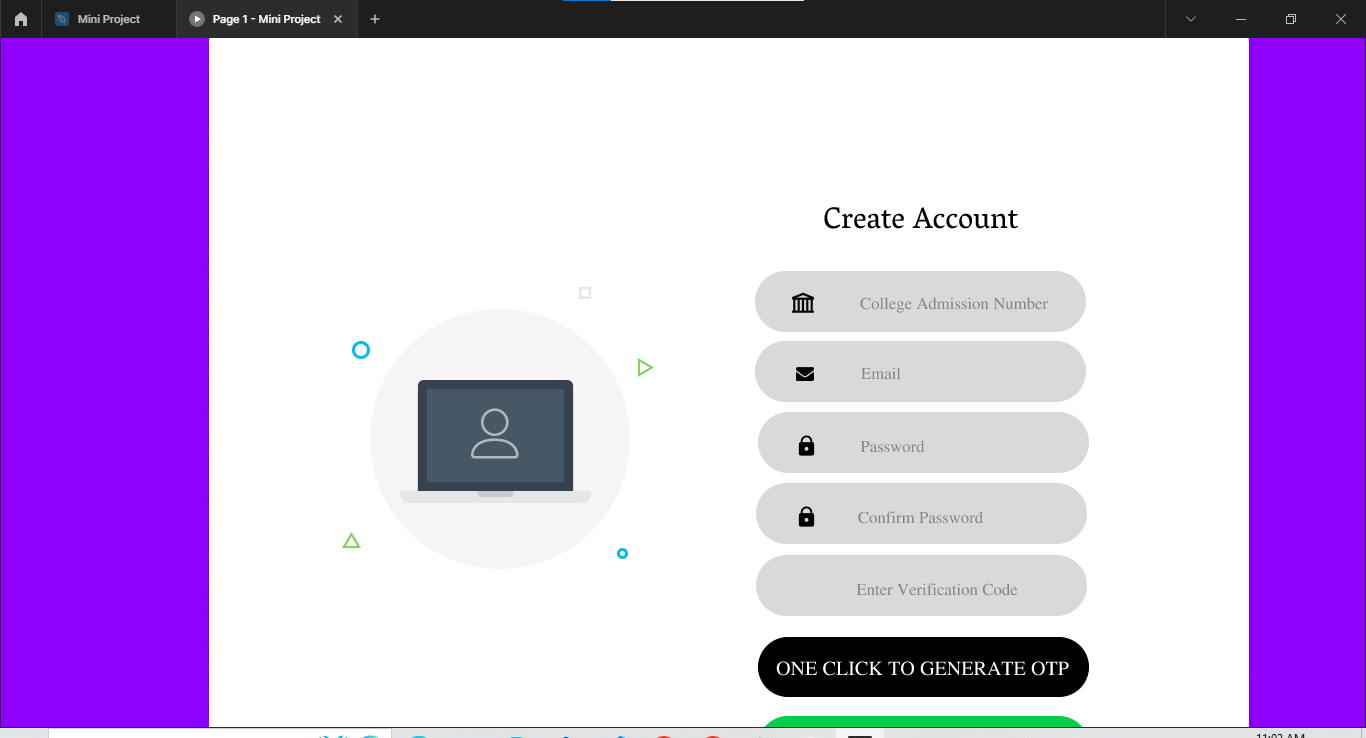 Mini Project
Page 1 - Mini Project
Create Account
College Admission Number
Email
Password
Confirm Password
Enter Verification Code
ONE CLICK TO GENERATE OTP